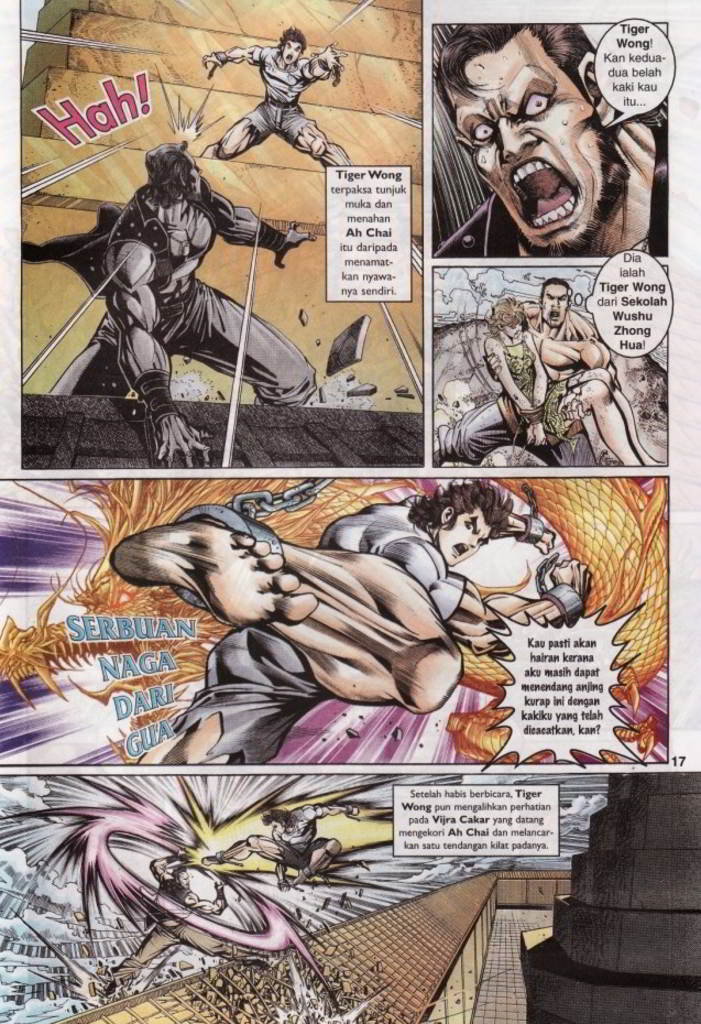 Hah!
Tiger Wong
terpaksa tunjuk
muka dan
menahan
Ah Chai
itu daripada
menamat-
kan nyawa-
nya sendiri.
Tiger
Wong!
Kan kedua-
dua belah
kaki kau
itu...
Dia
ialah
Tiger Wong
dari Sekolah
Wushu
Zhong
Hua!
SERBUAN
NAGA
DARI
GUA
Kau pasti akan
hairan kerana
aku masih dapat
menendang anjing
kurap ini dengan
kakiku yang telah
dicacatkan, kan?
17
Setelah habis berbicara, Tiger
Wong pun mengalihkan perhatian
pada Vijra Cakar yang datang
mengekori Ah Chai dan melancar-
kan satu tendangan kilat padanya.